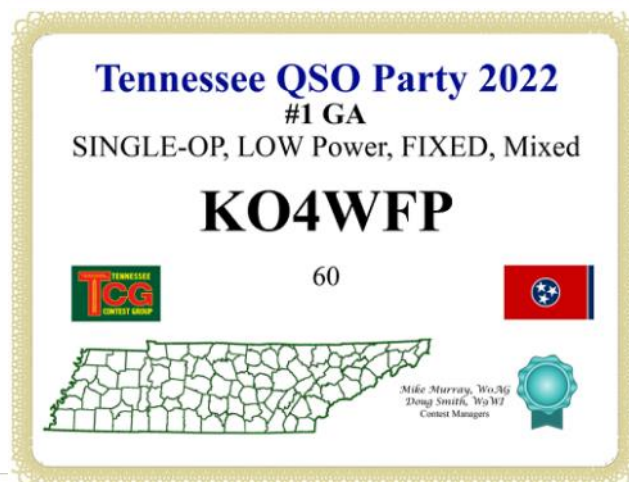 Tennessee QSO Party 2022
#1 GA
SINGLE-OP, LOW Power, FIXED, Mixed
KO4WFP
60
TENNESSEE
TCG
CONTEST GROUP
Mike Murray, W0AG
Doug Smith, W9WI
Contest Managers